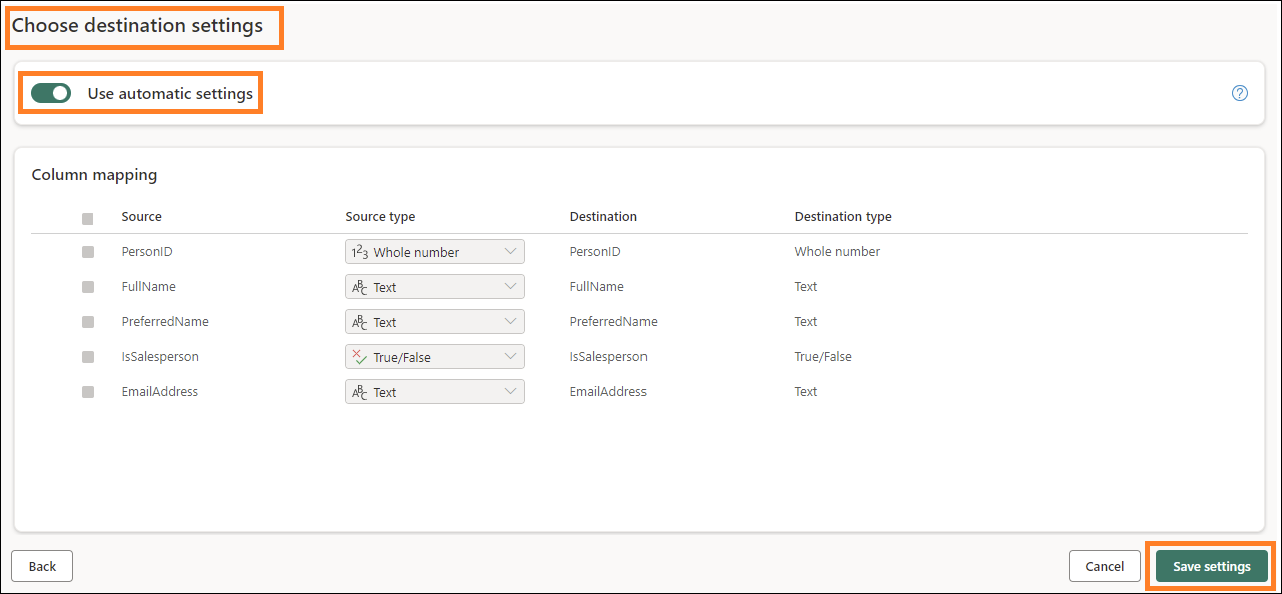 Choose destination settings
Use automatic settings
?
Column mapping
Source Source type Destination Destination type
PersonID 123 Whole number PersonID Whole number
FullName ABC Text FullName Text
PreferredName ABC Text PreferredName Text
IsSalesperson True/False IsSalesperson True/False
EmailAddress ABC Text EmailAddress Text
Back Cancel Save settings